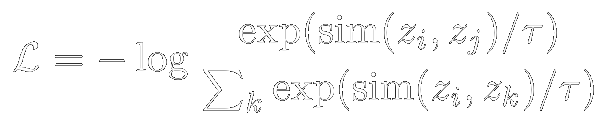 ℒ = − log exp(sim(z_i, z_j)/τ) / ∑_k exp(sim(z_i, z_k)/τ)